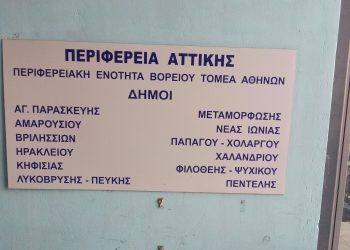 ΠΕΡΙΦΕΡΕΙΑ ΑΤΤΙΚΗΣ
ΠΕΡΙΦΕΡΕΙΑΚΗ ΕΝΟΤΗΤΑ ΒΟΡΕΙΟΥ ΤΟΜΕΑ ΑΘΗΝΩΝ
ΔΗΜΟΙ
ΑΓ. ΠΑΡΑΣΚΕΥΗΣ
ΑΜΑΡΟΥΣΙΟΥ
ΒΡΙΛΗΣΣΙΩΝ
ΗΡΑΚΛΕΙΟΥ
ΚΗΦΙΣΙΑΣ
ΛΥΚΟΒΡΥΣΗΣ - ΠΕΥΚΗΣ
ΜΕΤΑΜΟΡΦΩΣΗΣ
ΝΕΑΣ ΙΩΝΙΑΣ
ΠΑΠΑΓΟΥ - ΧΟΛΑΡΓΟΥ
ΧΑΛΑΝΔΡΙΟΥ
ΦΙΛΟΘΕΗΣ - ΨΥΧΙΚΟΥ
ΠΕΝΤΕΛΗΣ